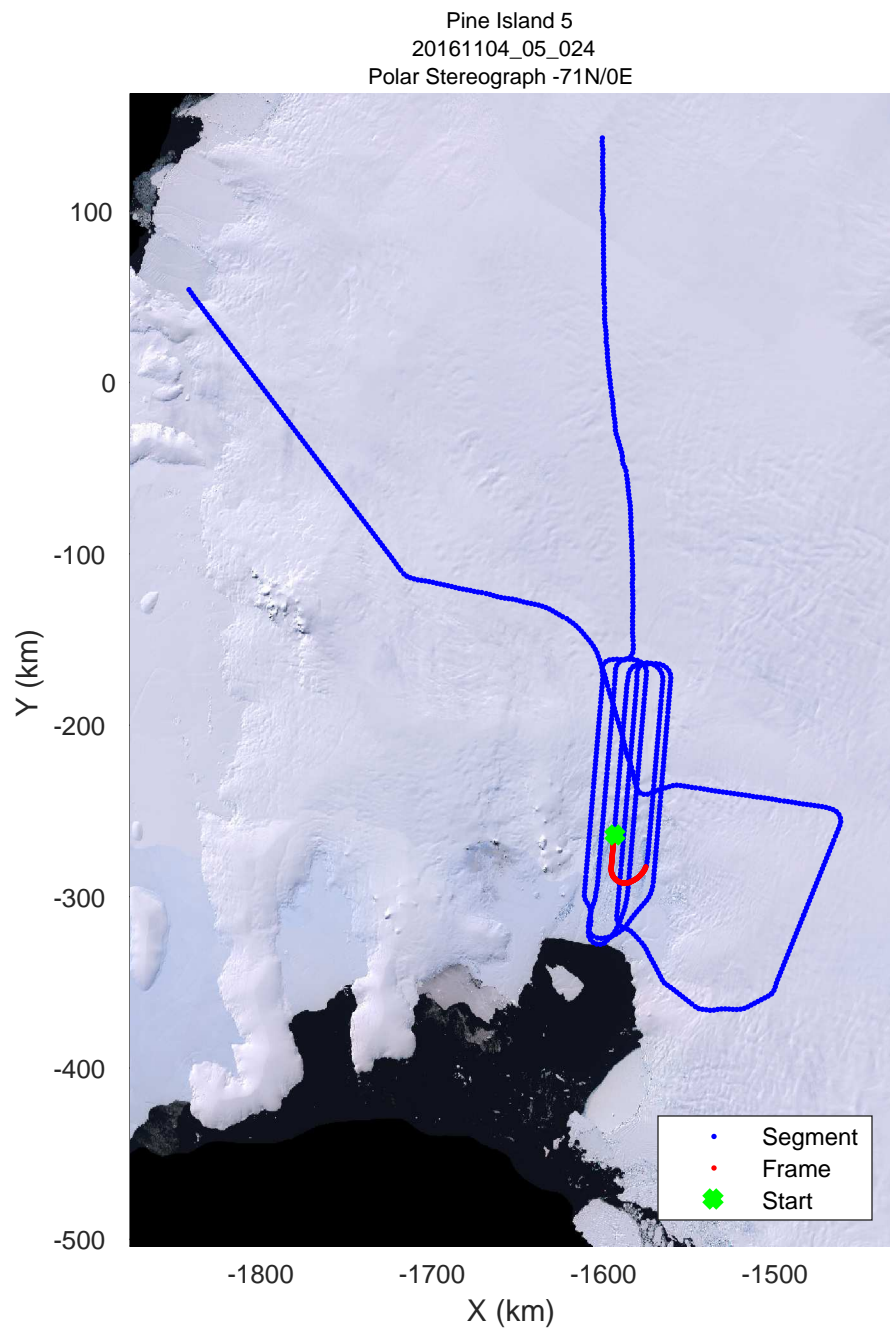 Pine Island 5
20161104_05_024
Polar Stereograph -71N/0E
100
0
-100
-200
-300
-400
-500
Y (km)
-1800
-1700
-1600
-1500
X (km)
Segment
Frame
Start